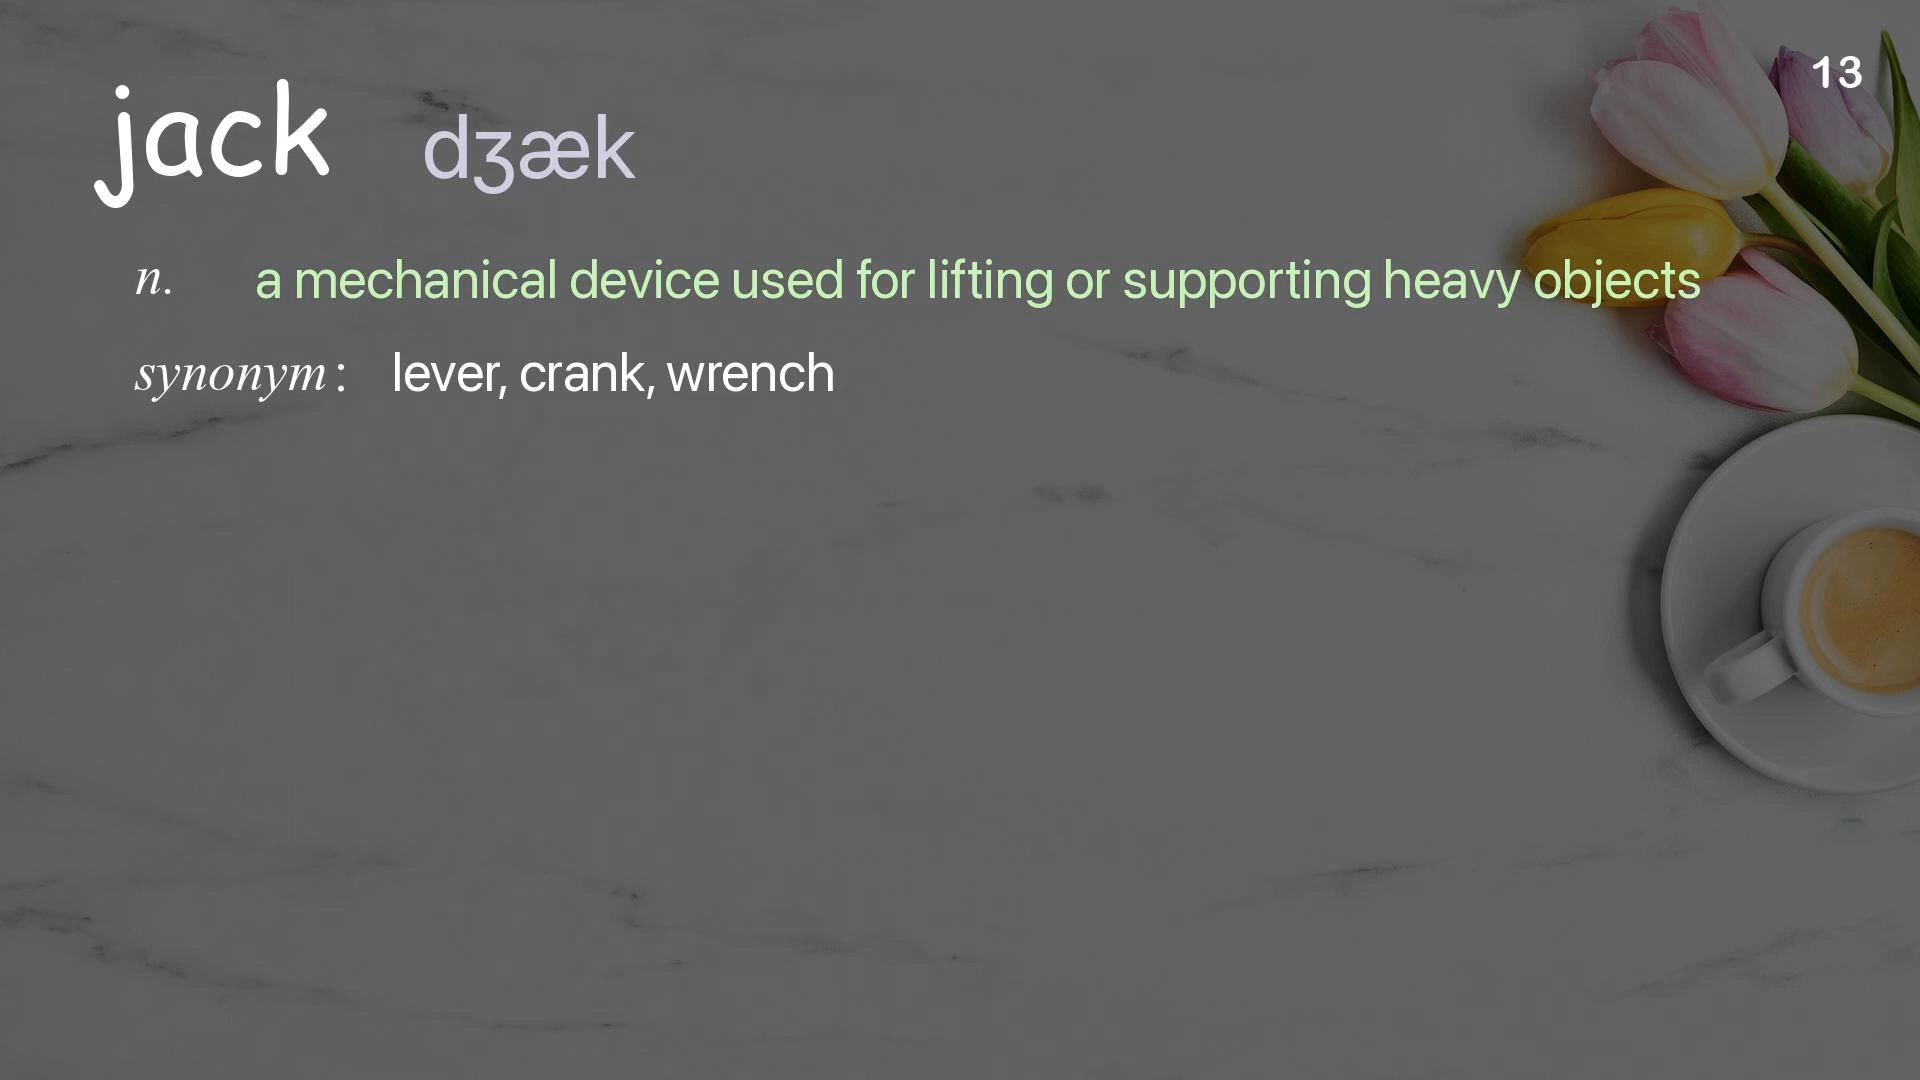 13
jack dʒæk
n. a mechanical device used for lifting or supporting heavy objects
synonym: lever, crank, wrench